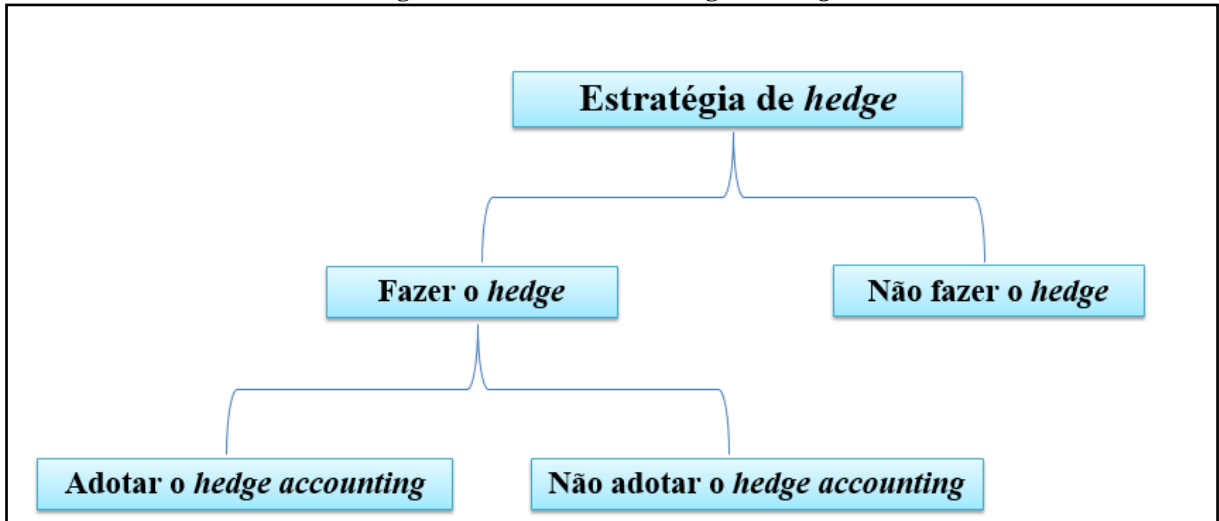 Estratégia de hedge
Fazer o hedge
Não fazer o hedge
Adotar o hedge accounting
Não adotar o hedge accounting